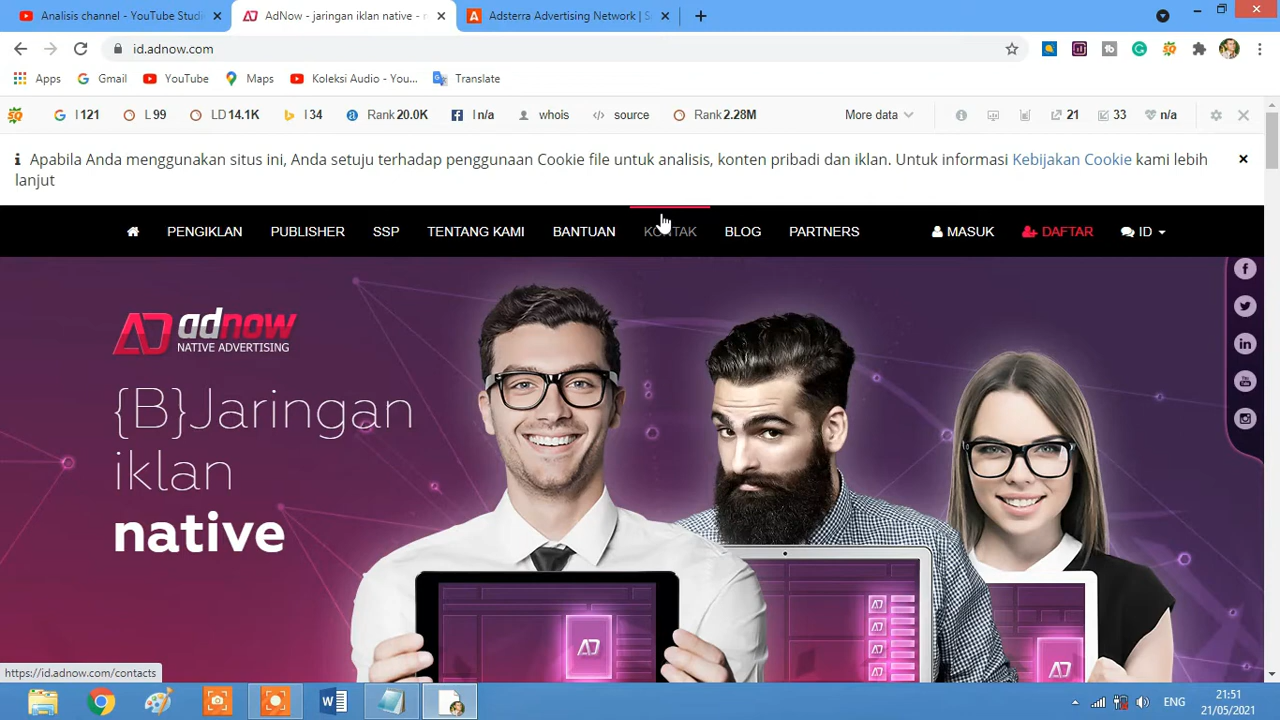 Analisis channel - YouTube Studi
AdNow - jaringan iklan native - r
Adsterra Advertising Network | S
id.adnow.com
Apps
Gmail
YouTube
Maps
Koleksi Audio - You...
Translate
I 121
L 99
LD 14.1K
I 34
Rank 20.0K
I n/a
whois
source
Rank 2.28M
More data
21
33
n/a
Apabila Anda menggunakan situs ini, Anda setuju terhadap penggunaan Cookie file untuk analisis, konten pribadi dan iklan. Untuk informasi Kebijakan Cookie kami lebih
lanjut
PENGIKLAN
PUBLISHER
SSP
TENTANG KAMI
BANTUAN
KONTAK
BLOG
PARTNERS
MASUK
DAFTAR
ID
adnow
NATIVE ADVERTISING
{B}Jaringan
iklan
native
https://id.adnow.com/contacts
ENG
21:51
21/05/2021